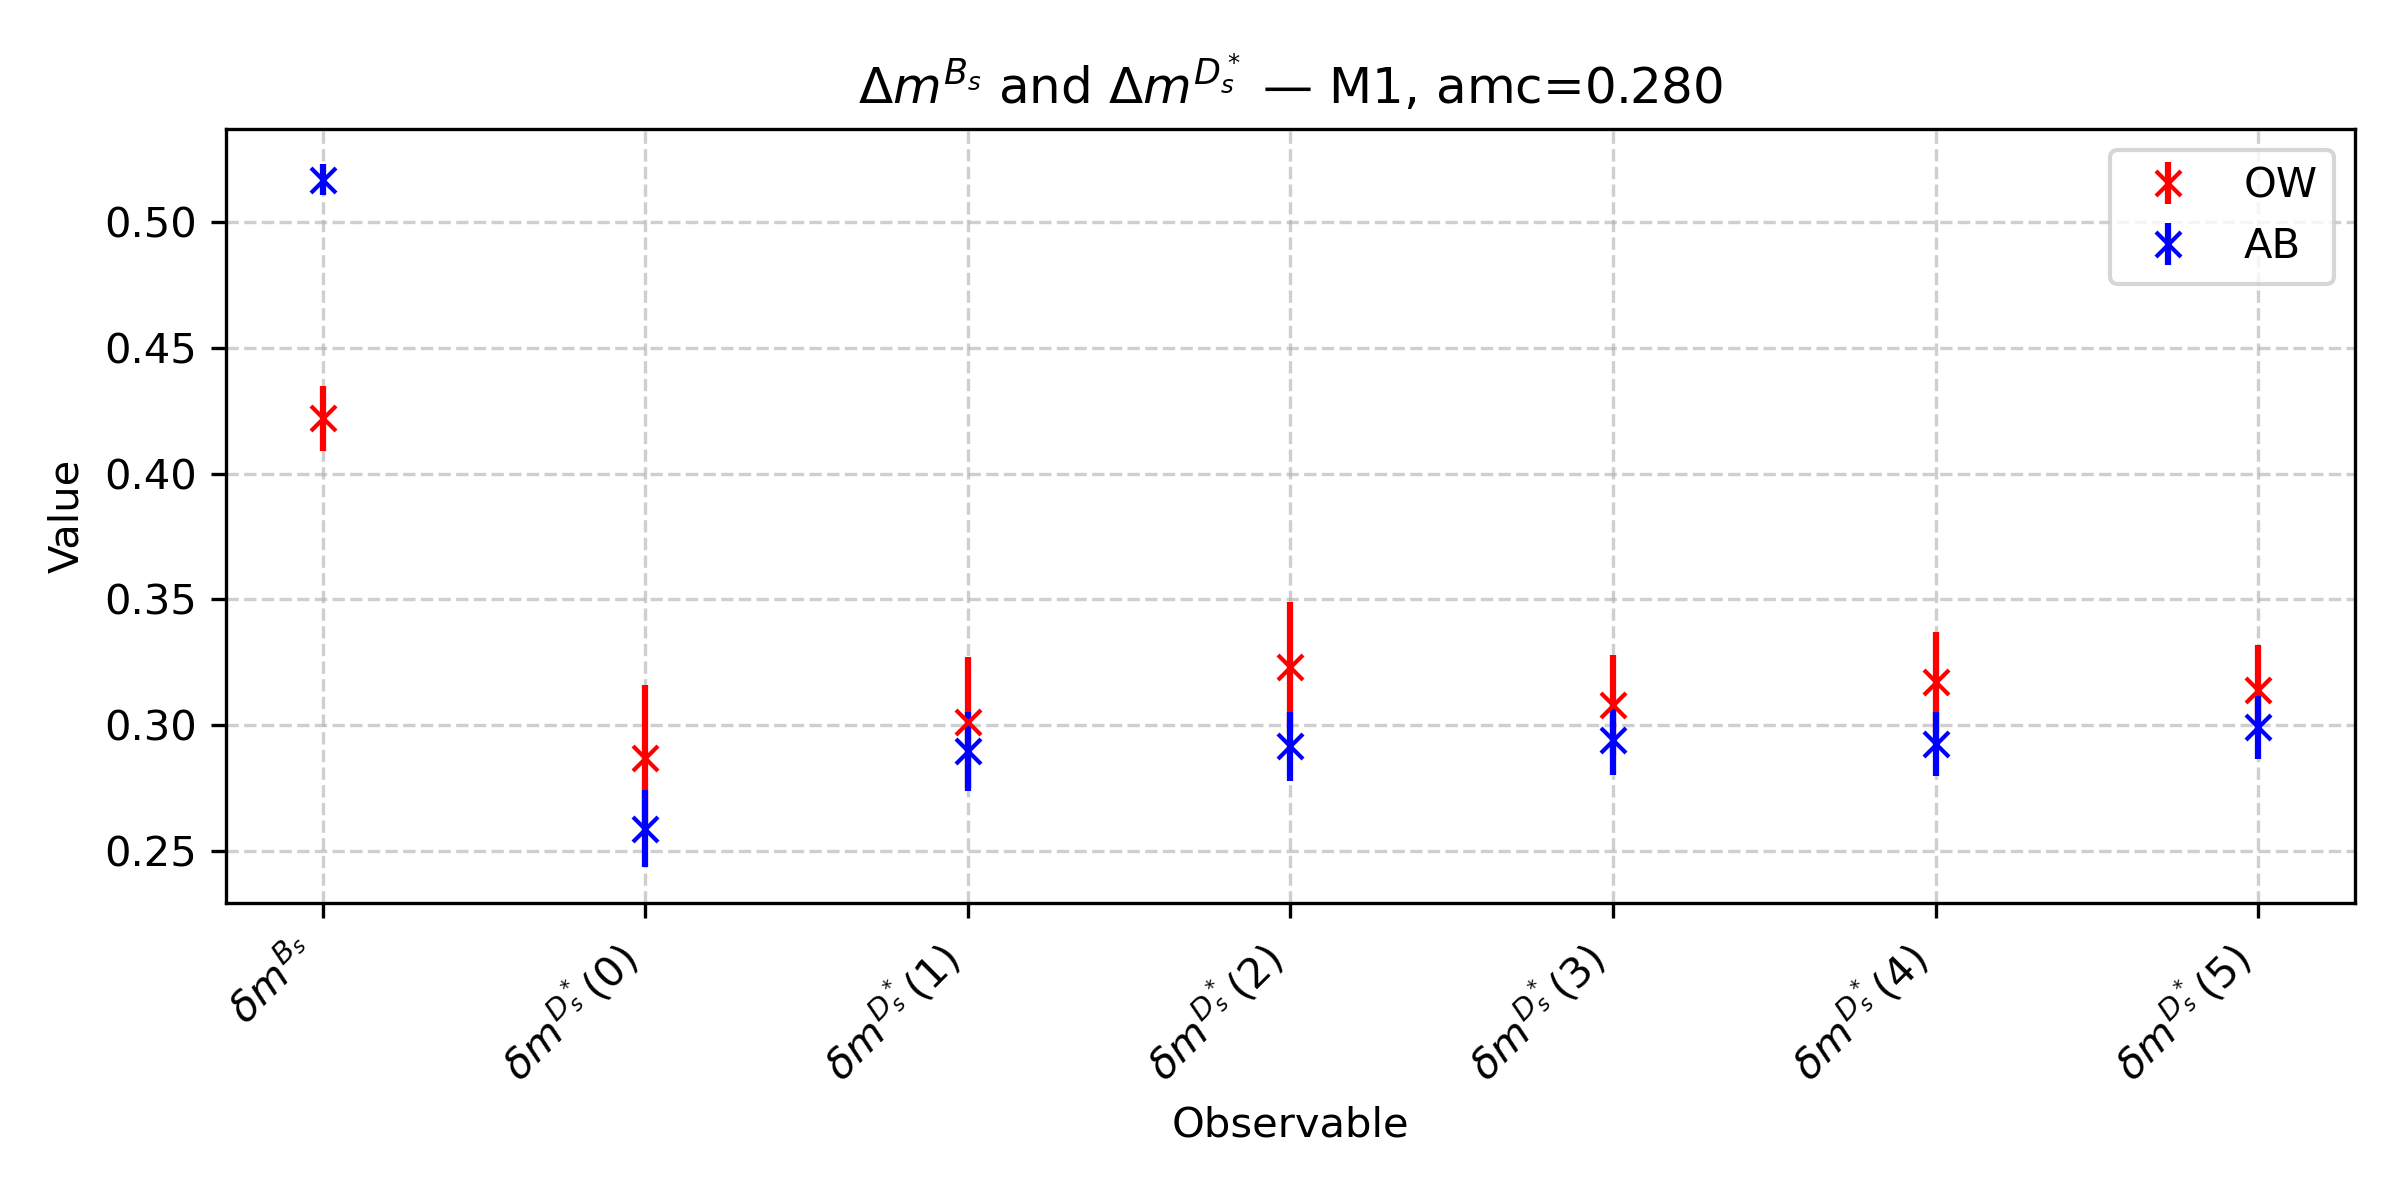 Δm^{B_s} and Δm^{D_s^*} — M1, amc=0.280
OW
AB
Value
0.50
0.45
0.40
0.35
0.30
0.25
δm^{B_s}
δm^{D_s^*}(0)
δm^{D_s^*}(1)
δm^{D_s^*}(2)
δm^{D_s^*}(3)
δm^{D_s^*}(4)
δm^{D_s^*}(5)
Observable